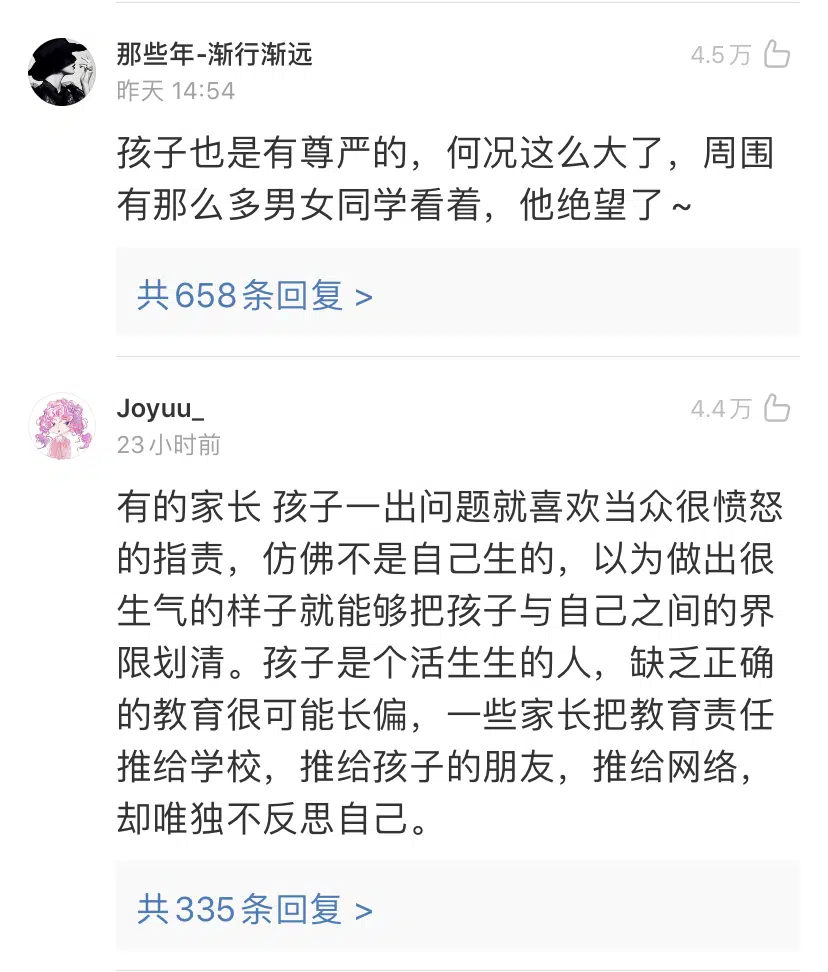 那些年-渐行渐远
4.5万
昨天 14:54
孩子也是有尊严的，何况这么大了，周围
有那么多男女同学看着，他绝望了~
共658条回复 >
Joyuu_
4.4万
23小时前
有的家长 孩子一出问题就喜欢当众很愤怒
的指责，仿佛不是自己生的，以为做出很
生气的样子就能够把孩子与自己之间的界
限划清。孩子是个活生生的人，缺乏正确
的教育很可能长偏，一些家长把教育责任
推给学校，推给孩子的朋友，推给网络，
却唯独不反思自己。
共335条回复 >